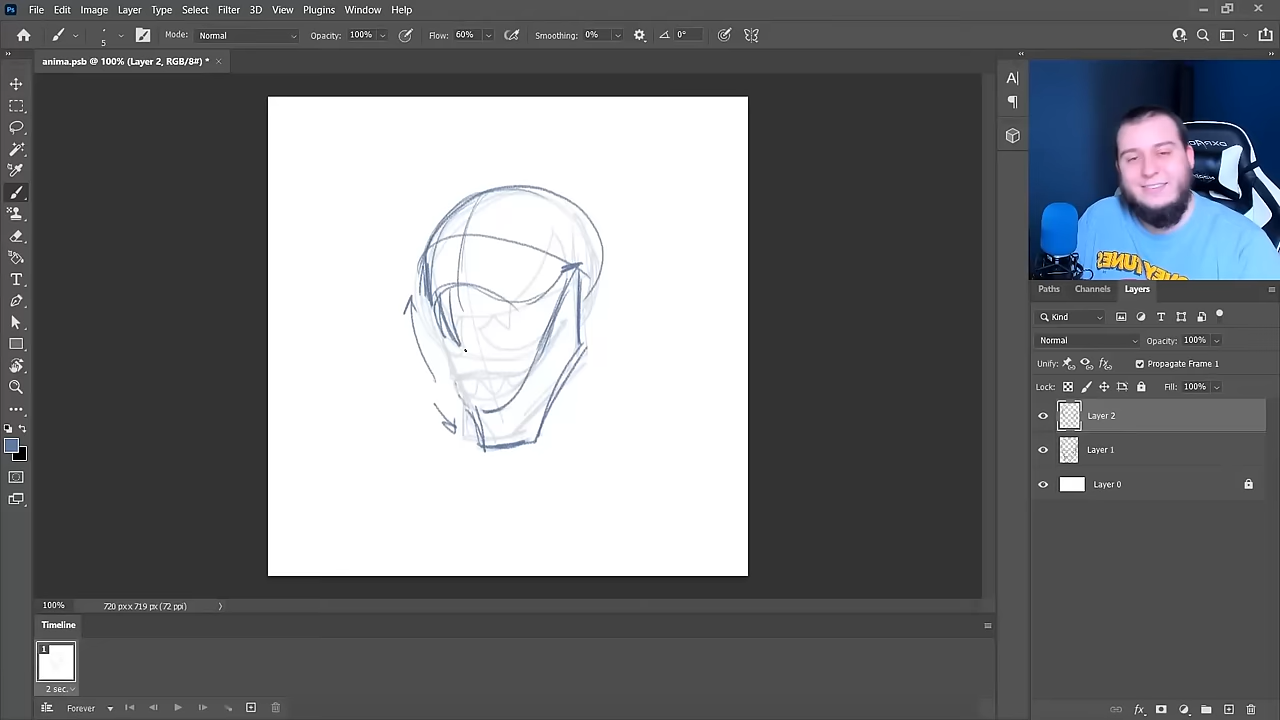 Ps File Edit Image Layer Type Select Filter 3D View Plugins Window Help
5 Mode: Normal Opacity: 100% Flow: 60% Smoothing: 0% 0°
anima.psb @ 100% (Layer 2, RGB/8#) * ×
Paths Channels Layers
Kind
Normal Opacity: 100%
Unify: Propagate Frame 1
Lock: Fill: 100%
Layer 2
Layer 1
Layer 0
100% 720 px x 719 px (72 ppi)
Timeline
1
2 sec.
Forever